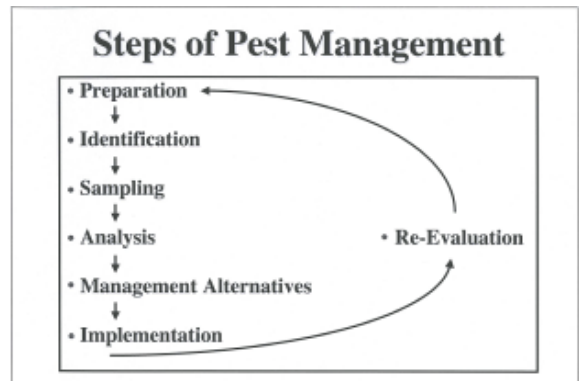 Steps of Pest Management
• Preparation
• Identification
• Sampling
• Analysis
• Re-Evaluation
• Management Alternatives
• Implementation